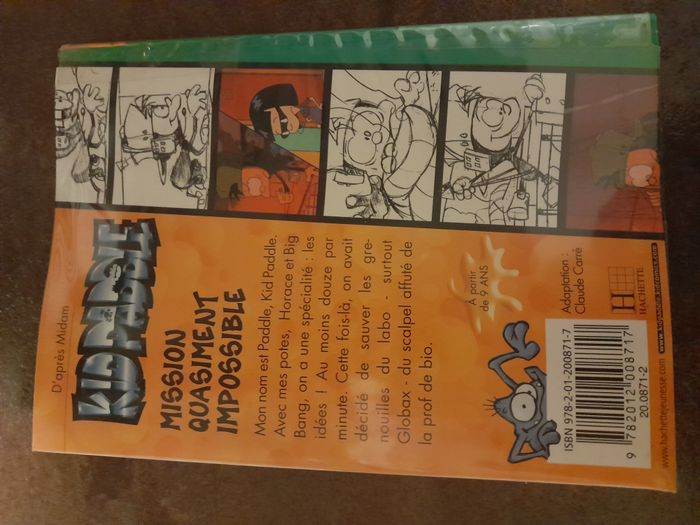 D'après Midam
KIDPADDLE
MISSION
QUASIMENT
IMPOSSIBLE
Mon nom est Paddle, Kid Paddle.
Avec mes potes, Horace et Big
Bang, on a une spécialité : les
idées ! Au moins douze par
minute. Cette fois-là, on avait
décidé de sauver les gre-
nouilles du labo - surtout
Globax - du scalpel affuté de
la prof de bio.
À partir
de 9 ANS
Adaptation :
Claude Carré
H
HACHETTE
ISBN 978-2-01-200871-7
9 782012 008717
20.0871-2
www.hachettejeunesse.com